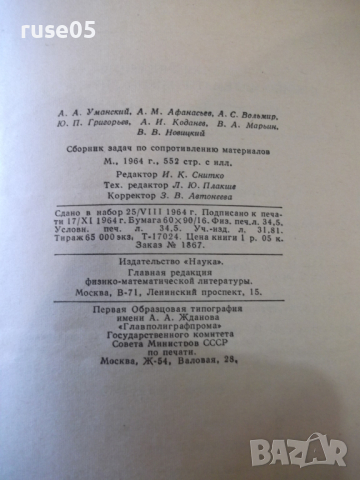 ruse05
А. А. Уманский, А. М. Афанасьев, А. С. Вольмир,
Ю. П. Григорьев, А. И. Коданев, В. А. Марьин,
В. В. Новицкий
Сборник задач по сопротивлению материалов
М., 1964 г., 552 стр. с илл.
Редактор И. К. Снитко
Тех. редактор Л. Ю. Плакше
Корректор З. В. Автонеева
Сдано в набор 25/VIII 1964 г. Подписано к пе-
чати 17/XI 1964 г. Бумага 60×90/16. Физ. печ. л. 34,5.
Условн. печ. л. 34,5. Уч.-изд. л. 31,81.
Тираж 65 000 экз. Т-17024. Цена книги 1 р. 05 к.
Заказ № 1867.
Издательство «Наука».
Главная редакция
физико-математической литературы.
Москва, В-71, Ленинский проспект, 15.
Первая Образцовая типография
имени А. А. Жданова
«Главполиграфпрома»
Государственного комитета
Совета Министров СССР
по печати.
Москва, Ж-54, Валовая, 28.
BAZAR
.bg